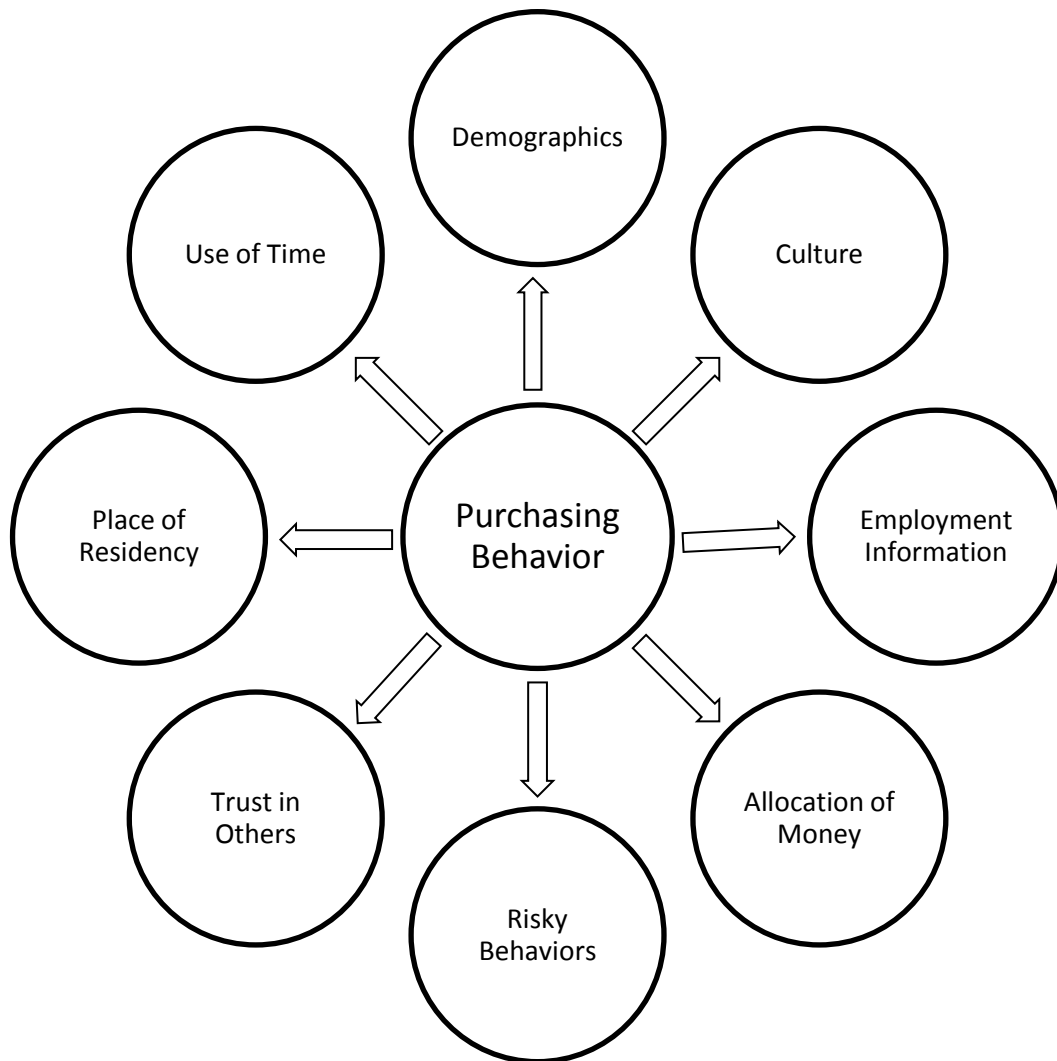 Demographics
Use of Time
Culture
Place of
Residency
Purchasing
Behavior
Employment
Information
Trust in
Others
Allocation of
Money
Risky
Behaviors